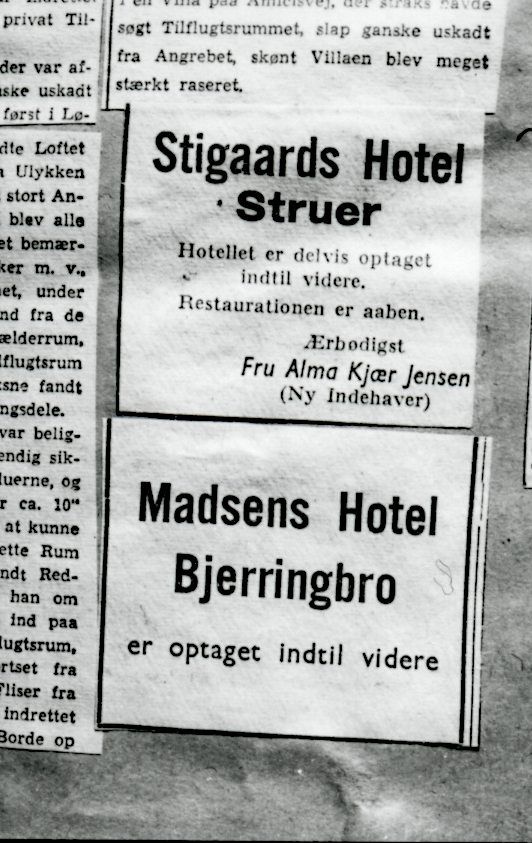 privat Til-
der var af-
uskadt
først i Lø-
Loftet
Ulykken
stort An-
blev alle
bemær-
m. v.,
under
fra de
fandt
var belig-
sik-
og
ca. 10"
at kunne
Rum
Red-
han om
ind paa
fra
fra
indrettet
Borde op
søgt Tilflugtsrummet, slap ganske uskadt
fra Angrebet, skønt Villaen blev meget
stærkt raseret.
Stigaards Hotel
Struer
Hotellet er delvis optaget
indtil videre.
Restaurationen er aaben.
Ærbødigst
Fru Alma Kjær Jensen
(Ny Indehaver)
Madsens Hotel
Bjerringbro
er optaget indtil videre